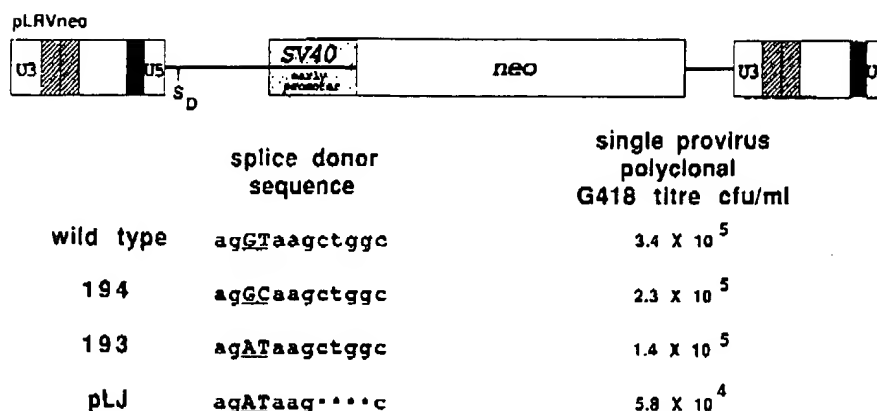 pLRVneo
U3 U5 SV40 early promoter neo U3 U
S D
splice donor sequence
single provirus polyclonal G418 titre cfu/ml
wild type agGTaagctggc 3.4 X 10 5
194 agGCaagctggc 2.3 X 10 5
193 agATaagctggc 1.4 X 10 5
pLJ agATaag····c 5.8 X 10 4